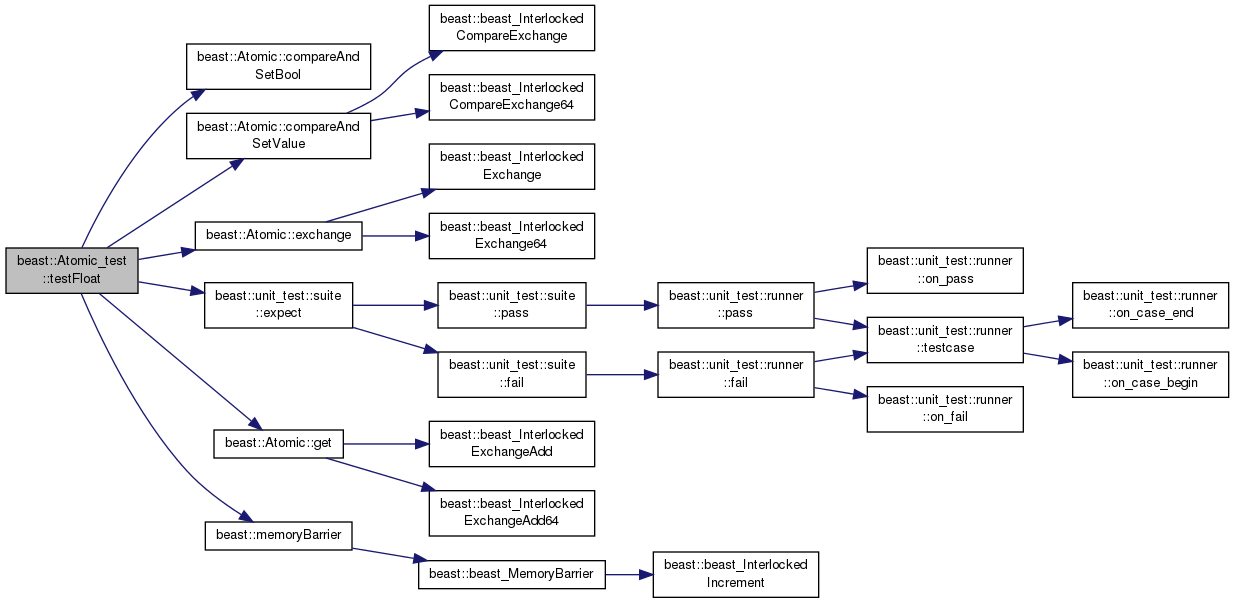 beast::beast_Interlocked
CompareExchange
beast::Atomic::compareAnd
SetBool
beast::beast_Interlocked
CompareExchange64
beast::Atomic::compareAnd
SetValue
beast::beast_Interlocked
Exchange
beast::Atomic::exchange
beast::beast_Interlocked
Exchange64
beast::Atomic_test
::testFloat
beast::unit_test::runner
::on_pass
beast::unit_test::suite
::expect
beast::unit_test::suite
::pass
beast::unit_test::runner
::pass
beast::unit_test::runner
::on_case_end
beast::unit_test::runner
::testcase
beast::unit_test::suite
::fail
beast::unit_test::runner
::fail
beast::unit_test::runner
::on_case_begin
beast::unit_test::runner
::on_fail
beast::Atomic::get
beast::beast_Interlocked
ExchangeAdd
beast::beast_Interlocked
ExchangeAdd64
beast::memoryBarrier
beast::beast_MemoryBarrier
beast::beast_Interlocked
Increment